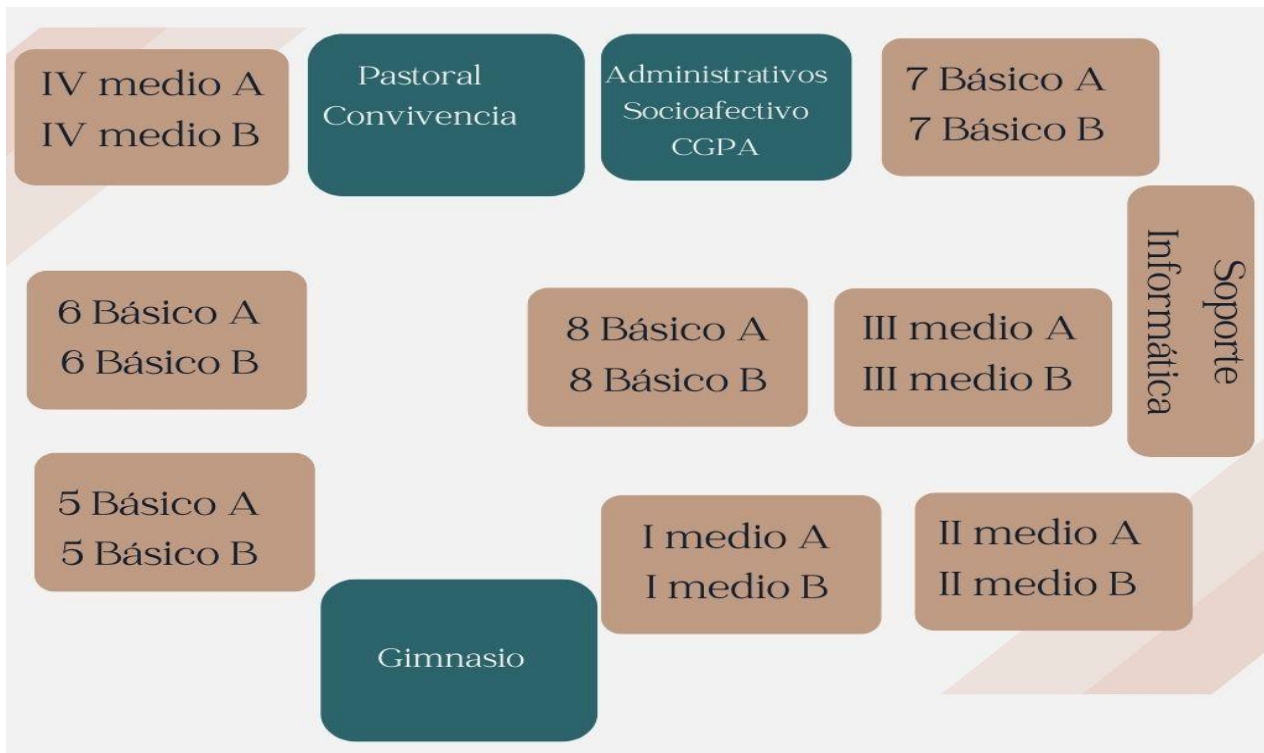 IV medio A
IV medio B
Pastoral
Convivencia
Administrativos
Socioafectivo
CGPA
7 Básico A
7 Básico B
Soporte
Informática
6 Básico A
6 Básico B
8 Básico A
8 Básico B
III medio A
III medio B
5 Básico A
5 Básico B
I medio A
I medio B
II medio A
II medio B
Gimnasio